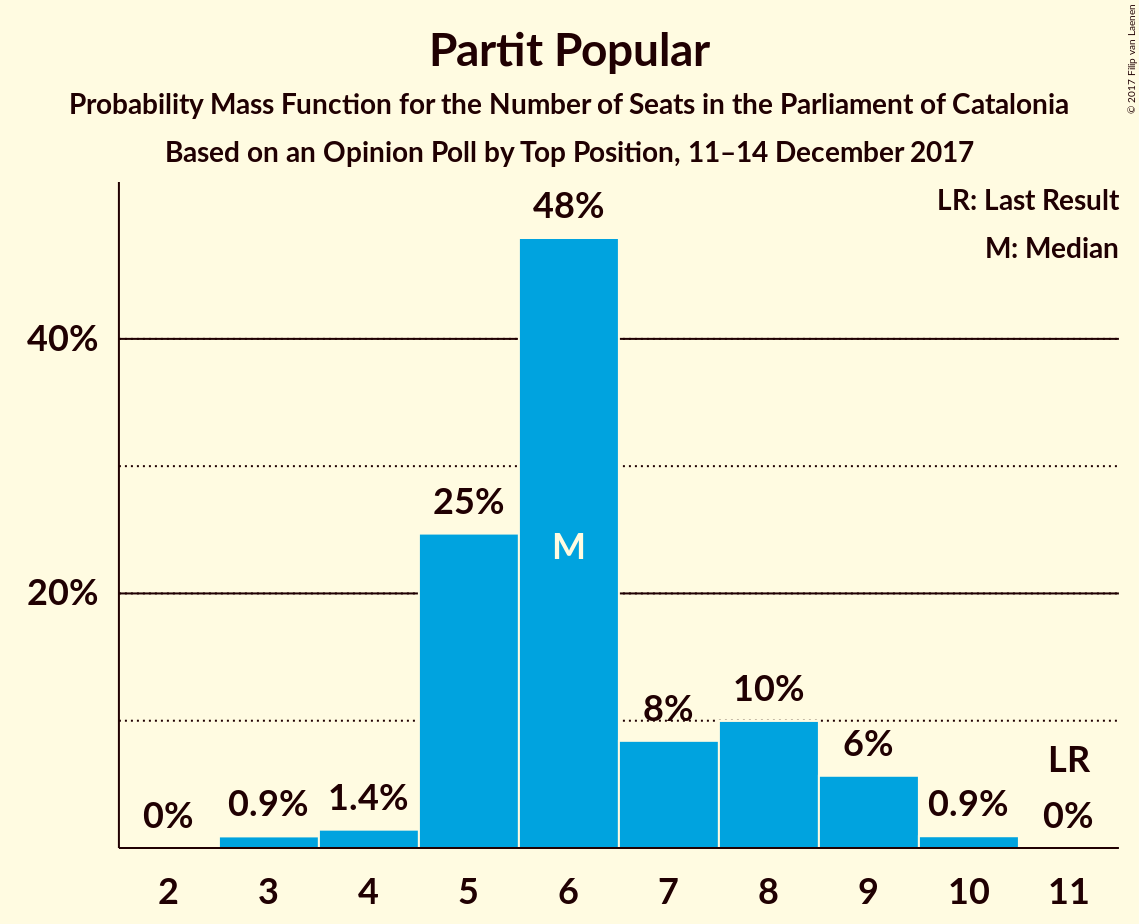 Partit Popular
Probability Mass Function for the Number of Seats in the Parliament of Catalonia
Based on an Opinion Poll by Top Position, 11–14 December 2017
© 2017 Filip van Laenen
LR: Last Result
M: Median
48%
40%
25%
M
20%
10%
8%
6%
LR
1.4%
0.9%
0.9%
0%
0%
2 3 4 5 6 7 8 9 10 11